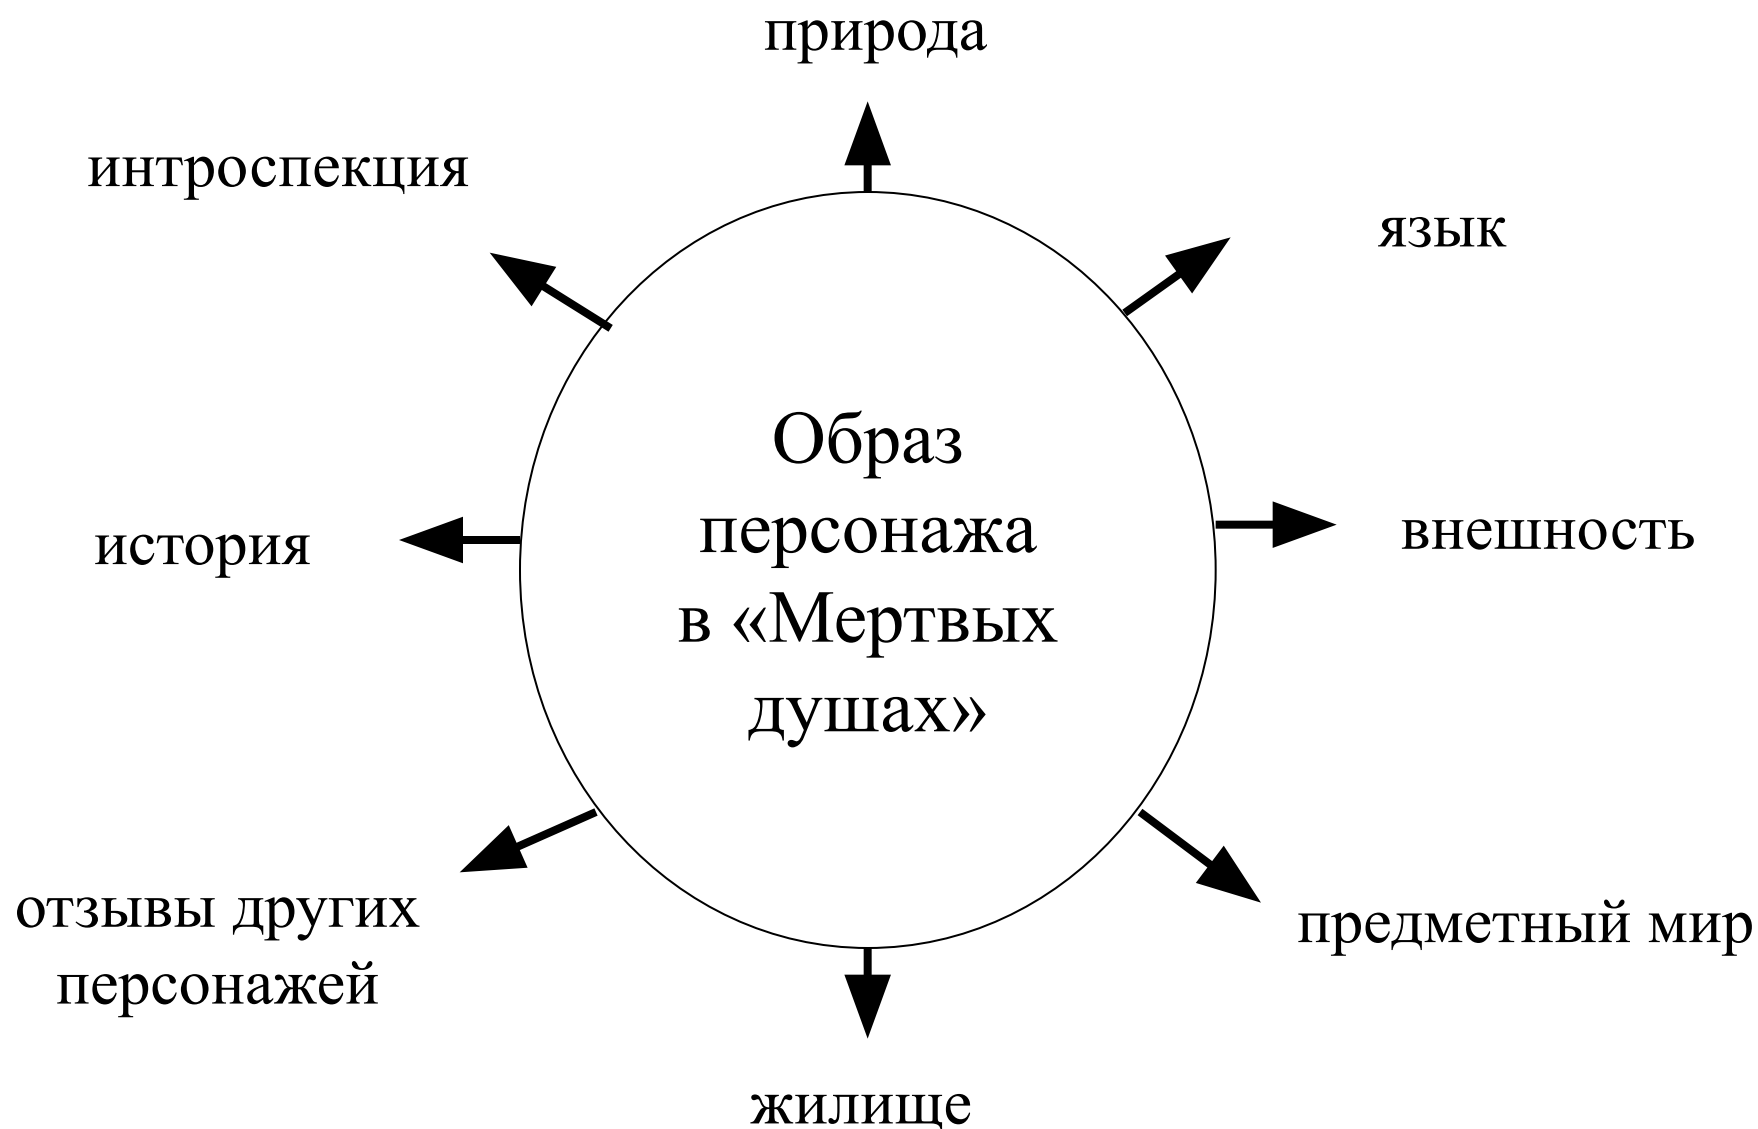 природа
интроспекция
язык
Образ
персонажа
в «Мертвых
душах»
история
внешность
отзывы других
персонажей
предметный мир
жилище